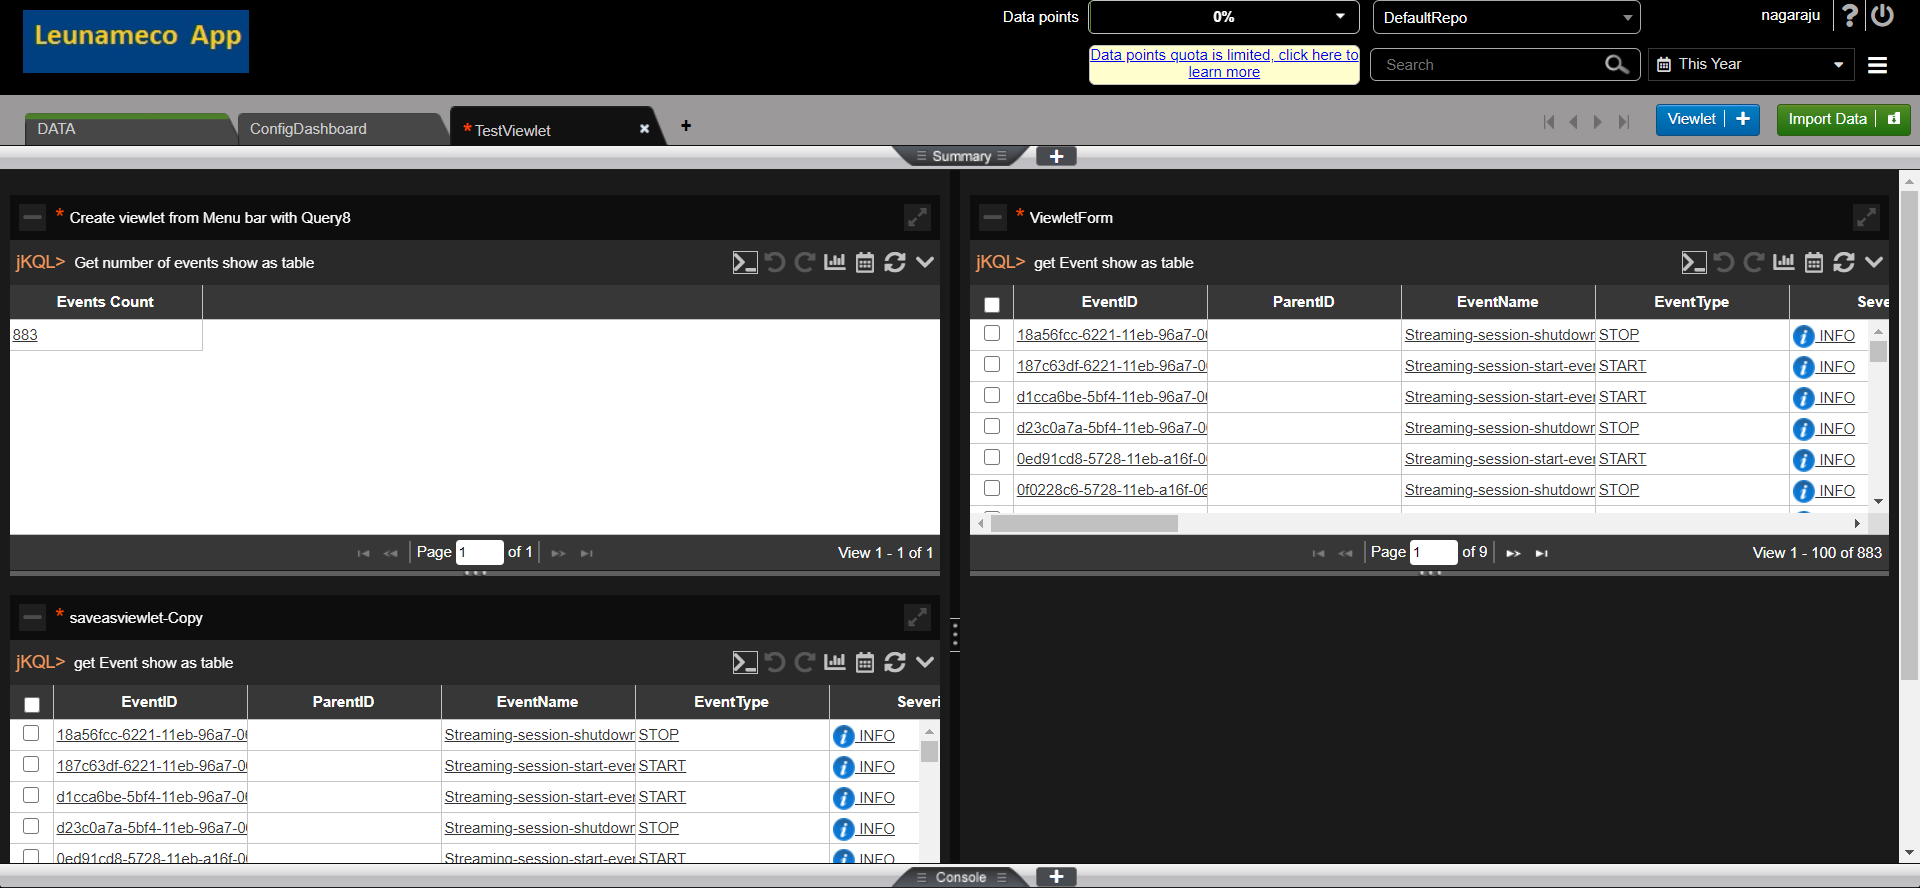 Leunameco App
Data points
0%
DefaultRepo
nagaraju
?
Data points quota is limited, click here to
learn more
Search
This Year
DATA
ConfigDashboard
* TestViewlet
Viewlet
Import Data
Summary
* Create viewlet from Menu bar with Query8
jKQL> Get number of events show as table
Events Count
883
Page 1 of 1
View 1 - 1 of 1
* ViewletForm
jKQL> get Event show as table
EventID ParentID EventName EventType Seve
18a56fcc-6221-11eb-96a7-0 Streaming-session-shutdown STOP INFO
187c63df-6221-11eb-96a7-0 Streaming-session-start-ever START INFO
d1cca6be-5bf4-11eb-96a7-0 Streaming-session-start-ever START INFO
d23c0a7a-5bf4-11eb-96a7-0 Streaming-session-shutdown STOP INFO
0ed91cd8-5728-11eb-a16f-0 Streaming-session-start-ever START INFO
0f0228c6-5728-11eb-a16f-06 Streaming-session-shutdown STOP INFO
Page 1 of 9
View 1 - 100 of 883
* saveasviewlet-Copy
jKQL> get Event show as table
EventID ParentID EventName EventType Severi
18a56fcc-6221-11eb-96a7-0 Streaming-session-shutdown STOP INFO
187c63df-6221-11eb-96a7-0 Streaming-session-start-ever START INFO
d1cca6be-5bf4-11eb-96a7-0 Streaming-session-start-ever START INFO
d23c0a7a-5bf4-11eb-96a7-0 Streaming-session-shutdown STOP INFO
0ed91cd8-5728-11eb-a16f-0 Streaming-session-start-ever START INFO
Console